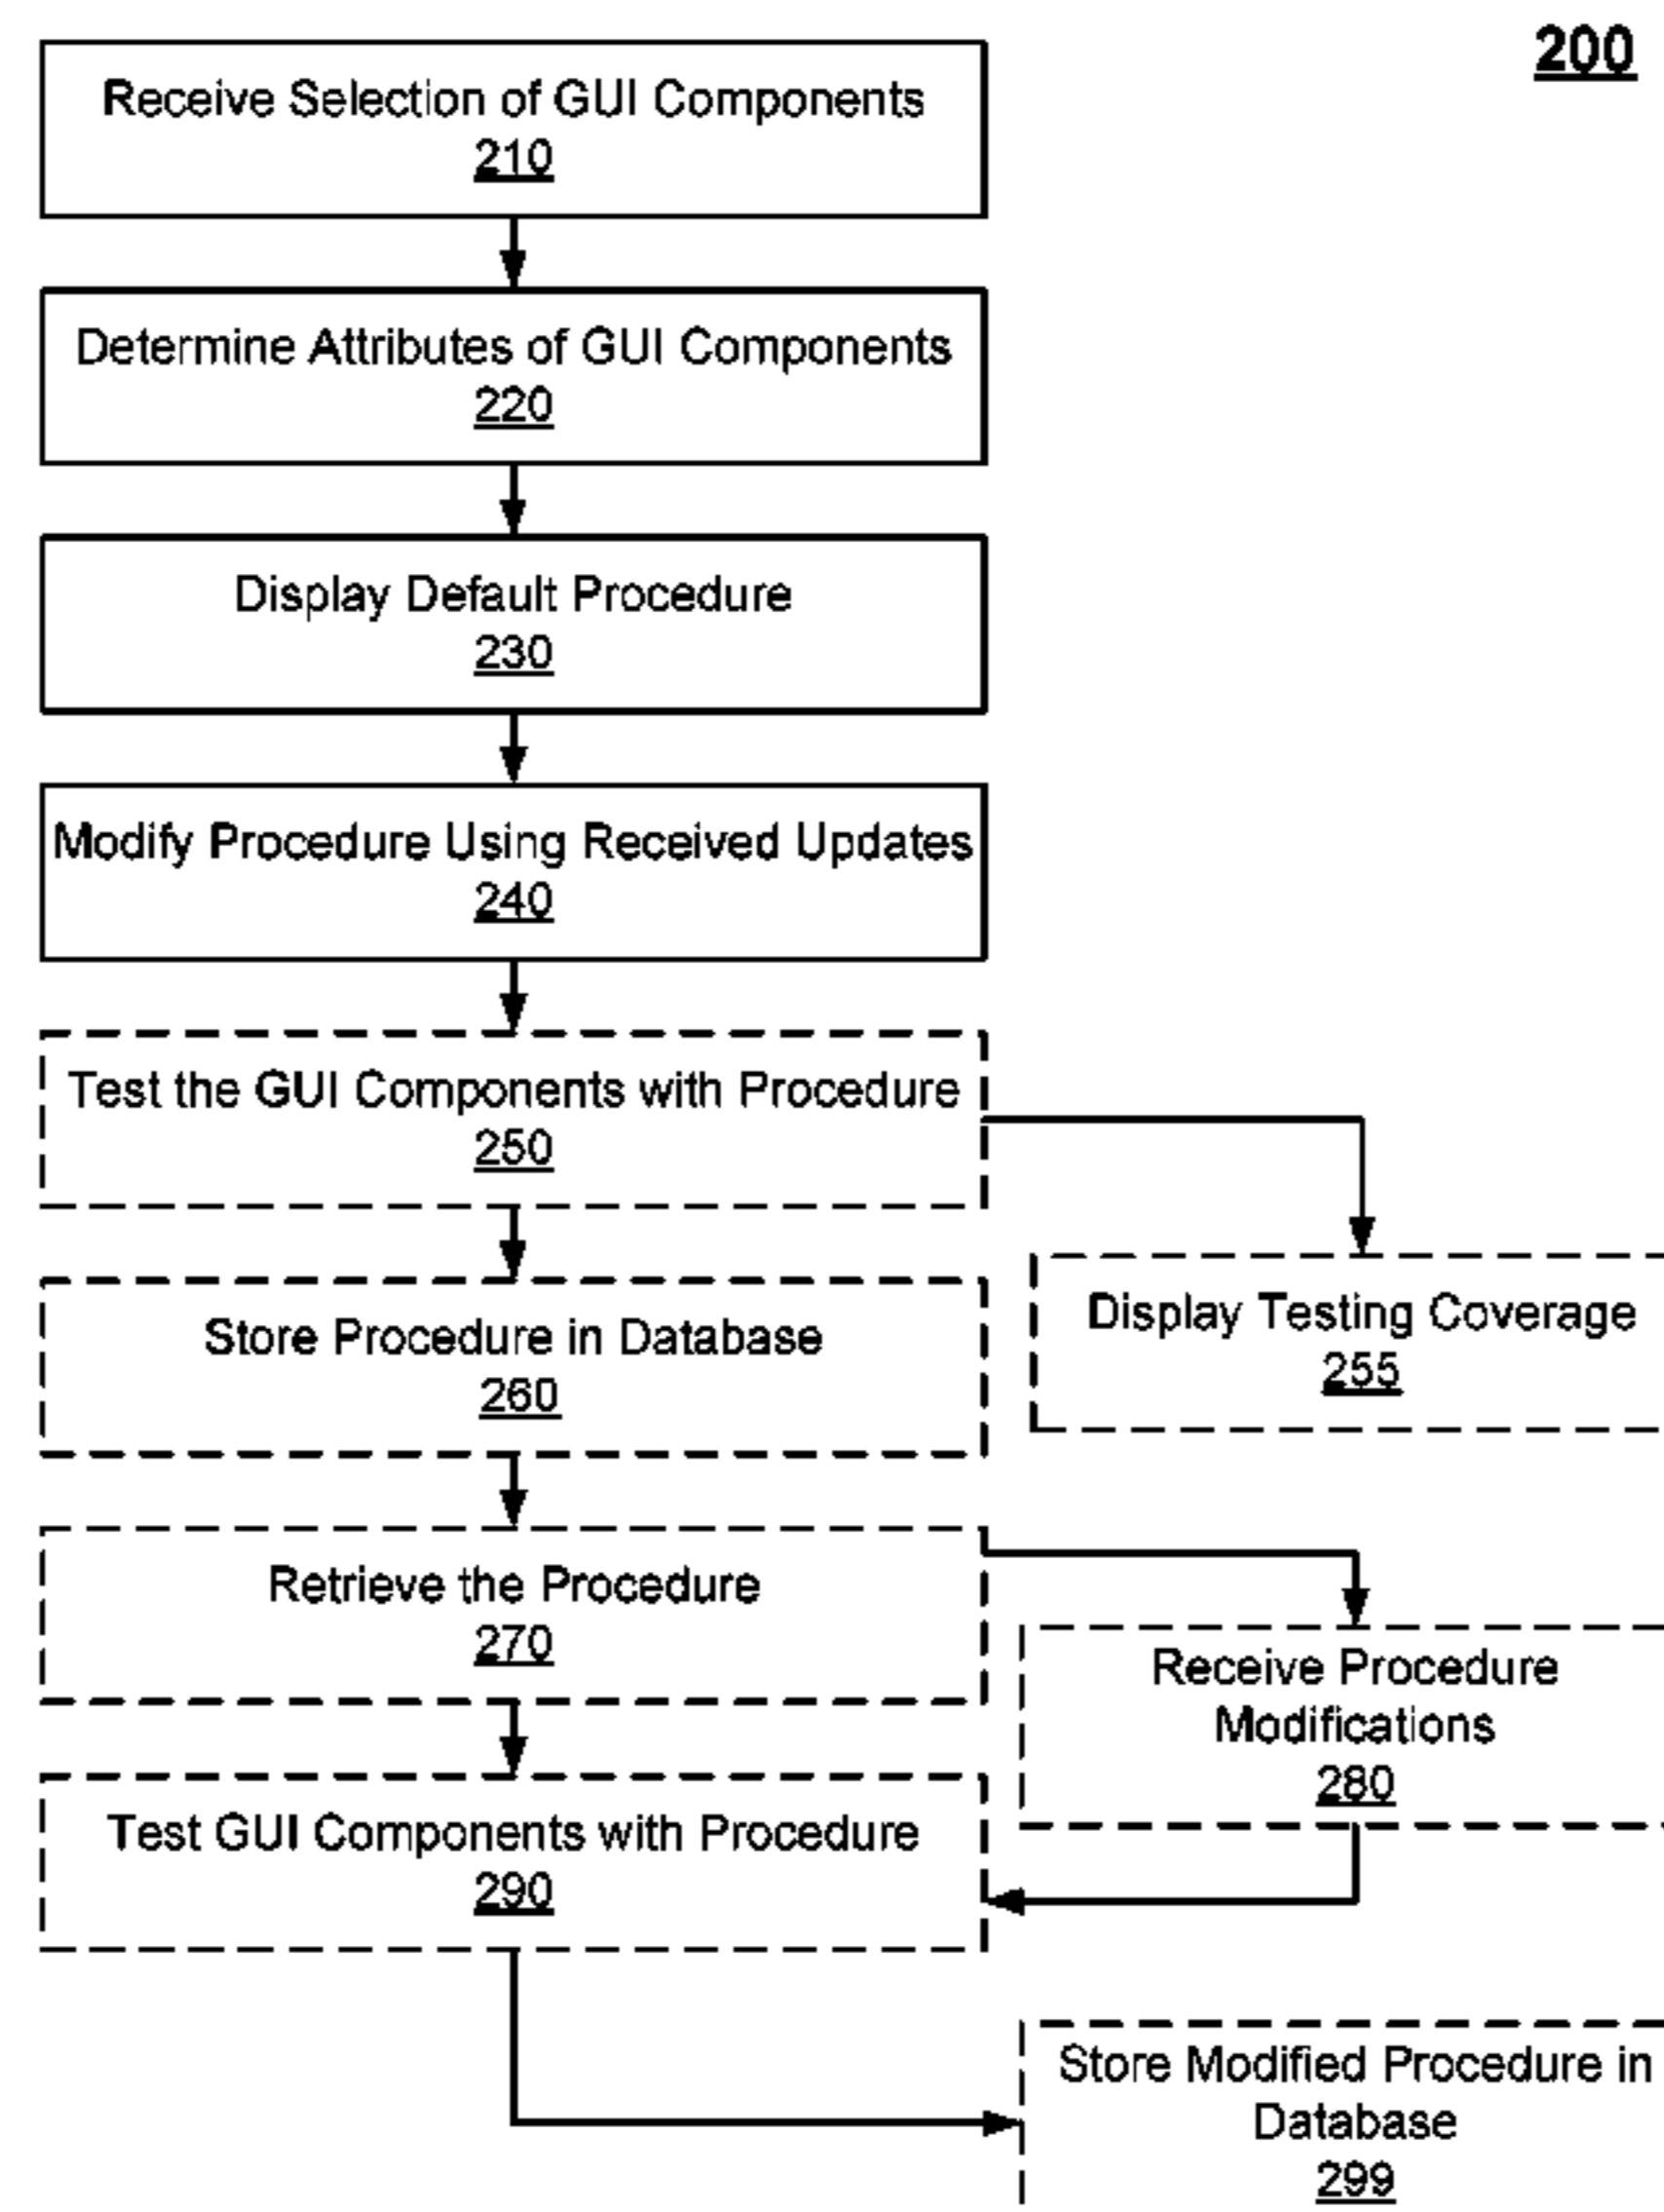 200
Receive Selection of GUI Components
210
Determine Attributes of GUI Components
220
Display Default Procedure
230
Modify Procedure Using Received Updates
240
Test the GUI Components with Procedure
250
Display Testing Coverage
255
Store Procedure in Database
260
Retrieve the Procedure
270
Receive Procedure
Modifications
280
Test GUI Components with Procedure
290
Store Modified Procedure in
Database
299